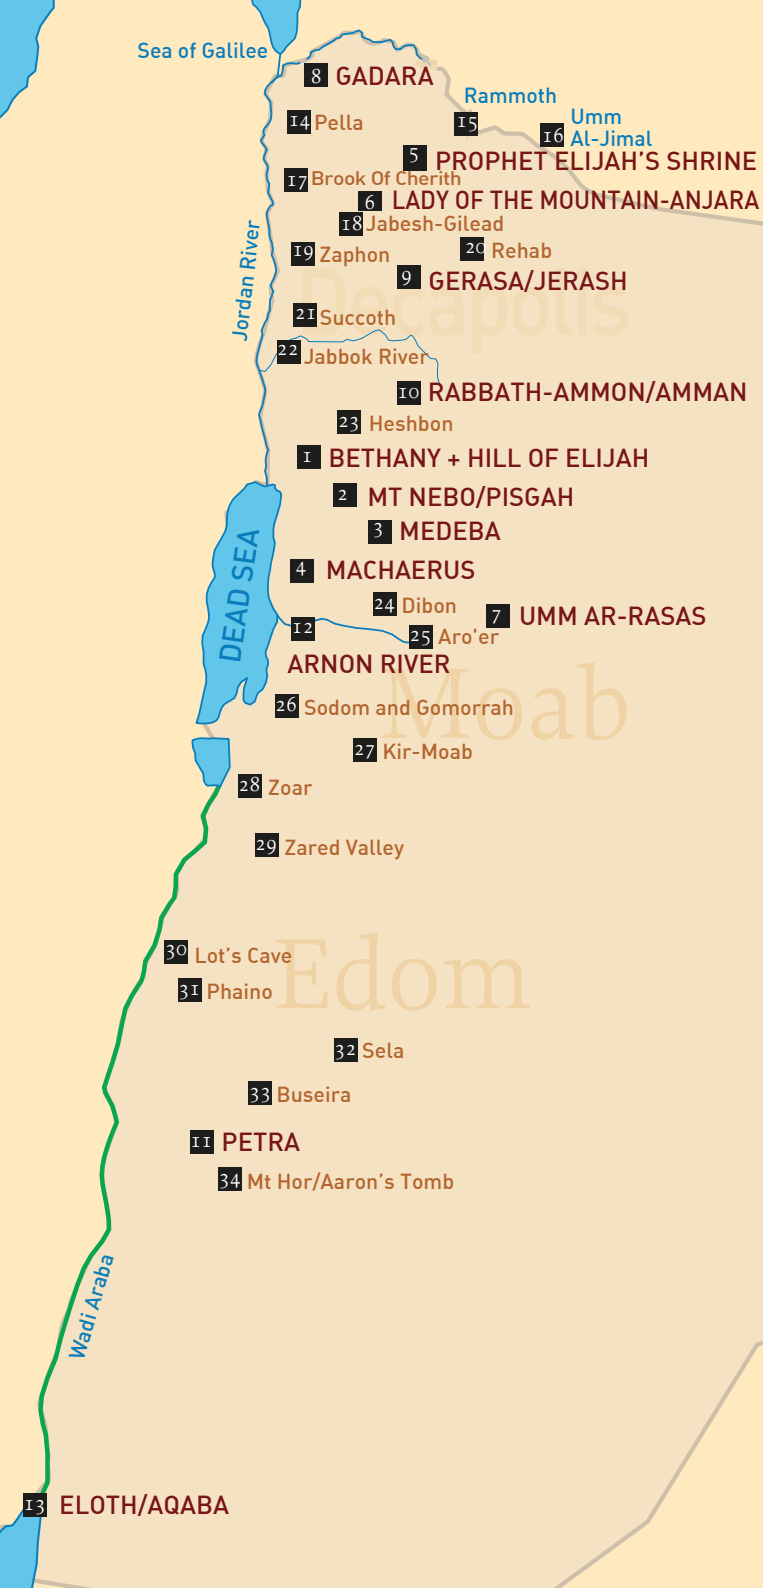 Sea of Galilee
8 GADARA
Rammoth
14 Pella
15
Umm
16 Al-Jimal
5 PROPHET ELIJAH'S SHRINE
17 Brook Of Cherith
6 LADY OF THE MOUNTAIN-ANJARA
18 Jabesh-Gilead
Jordan River
19 Zaphon
20 Rehab
9 GERASA/JERASH
Decapolis
21 Succoth
22 Jabbok River
10 RABBATH-AMMON/AMMAN
23 Heshbon
1 BETHANY + HILL OF ELIJAH
2 MT NEBO/PISGAH
3 MEDEBA
DEAD SEA
4 MACHAERUS
24 Dibon
7 UMM AR-RASAS
12
25 Aro'er
ARNON RIVER
Moab
26 Sodom and Gomorrah
27 Kir-Moab
28 Zoar
29 Zared Valley
30 Lot's Cave
Edom
31 Phaino
32 Sela
33 Buseira
11 PETRA
34 Mt Hor/Aaron's Tomb
Wadi Araba
13 ELOTH/AQABA